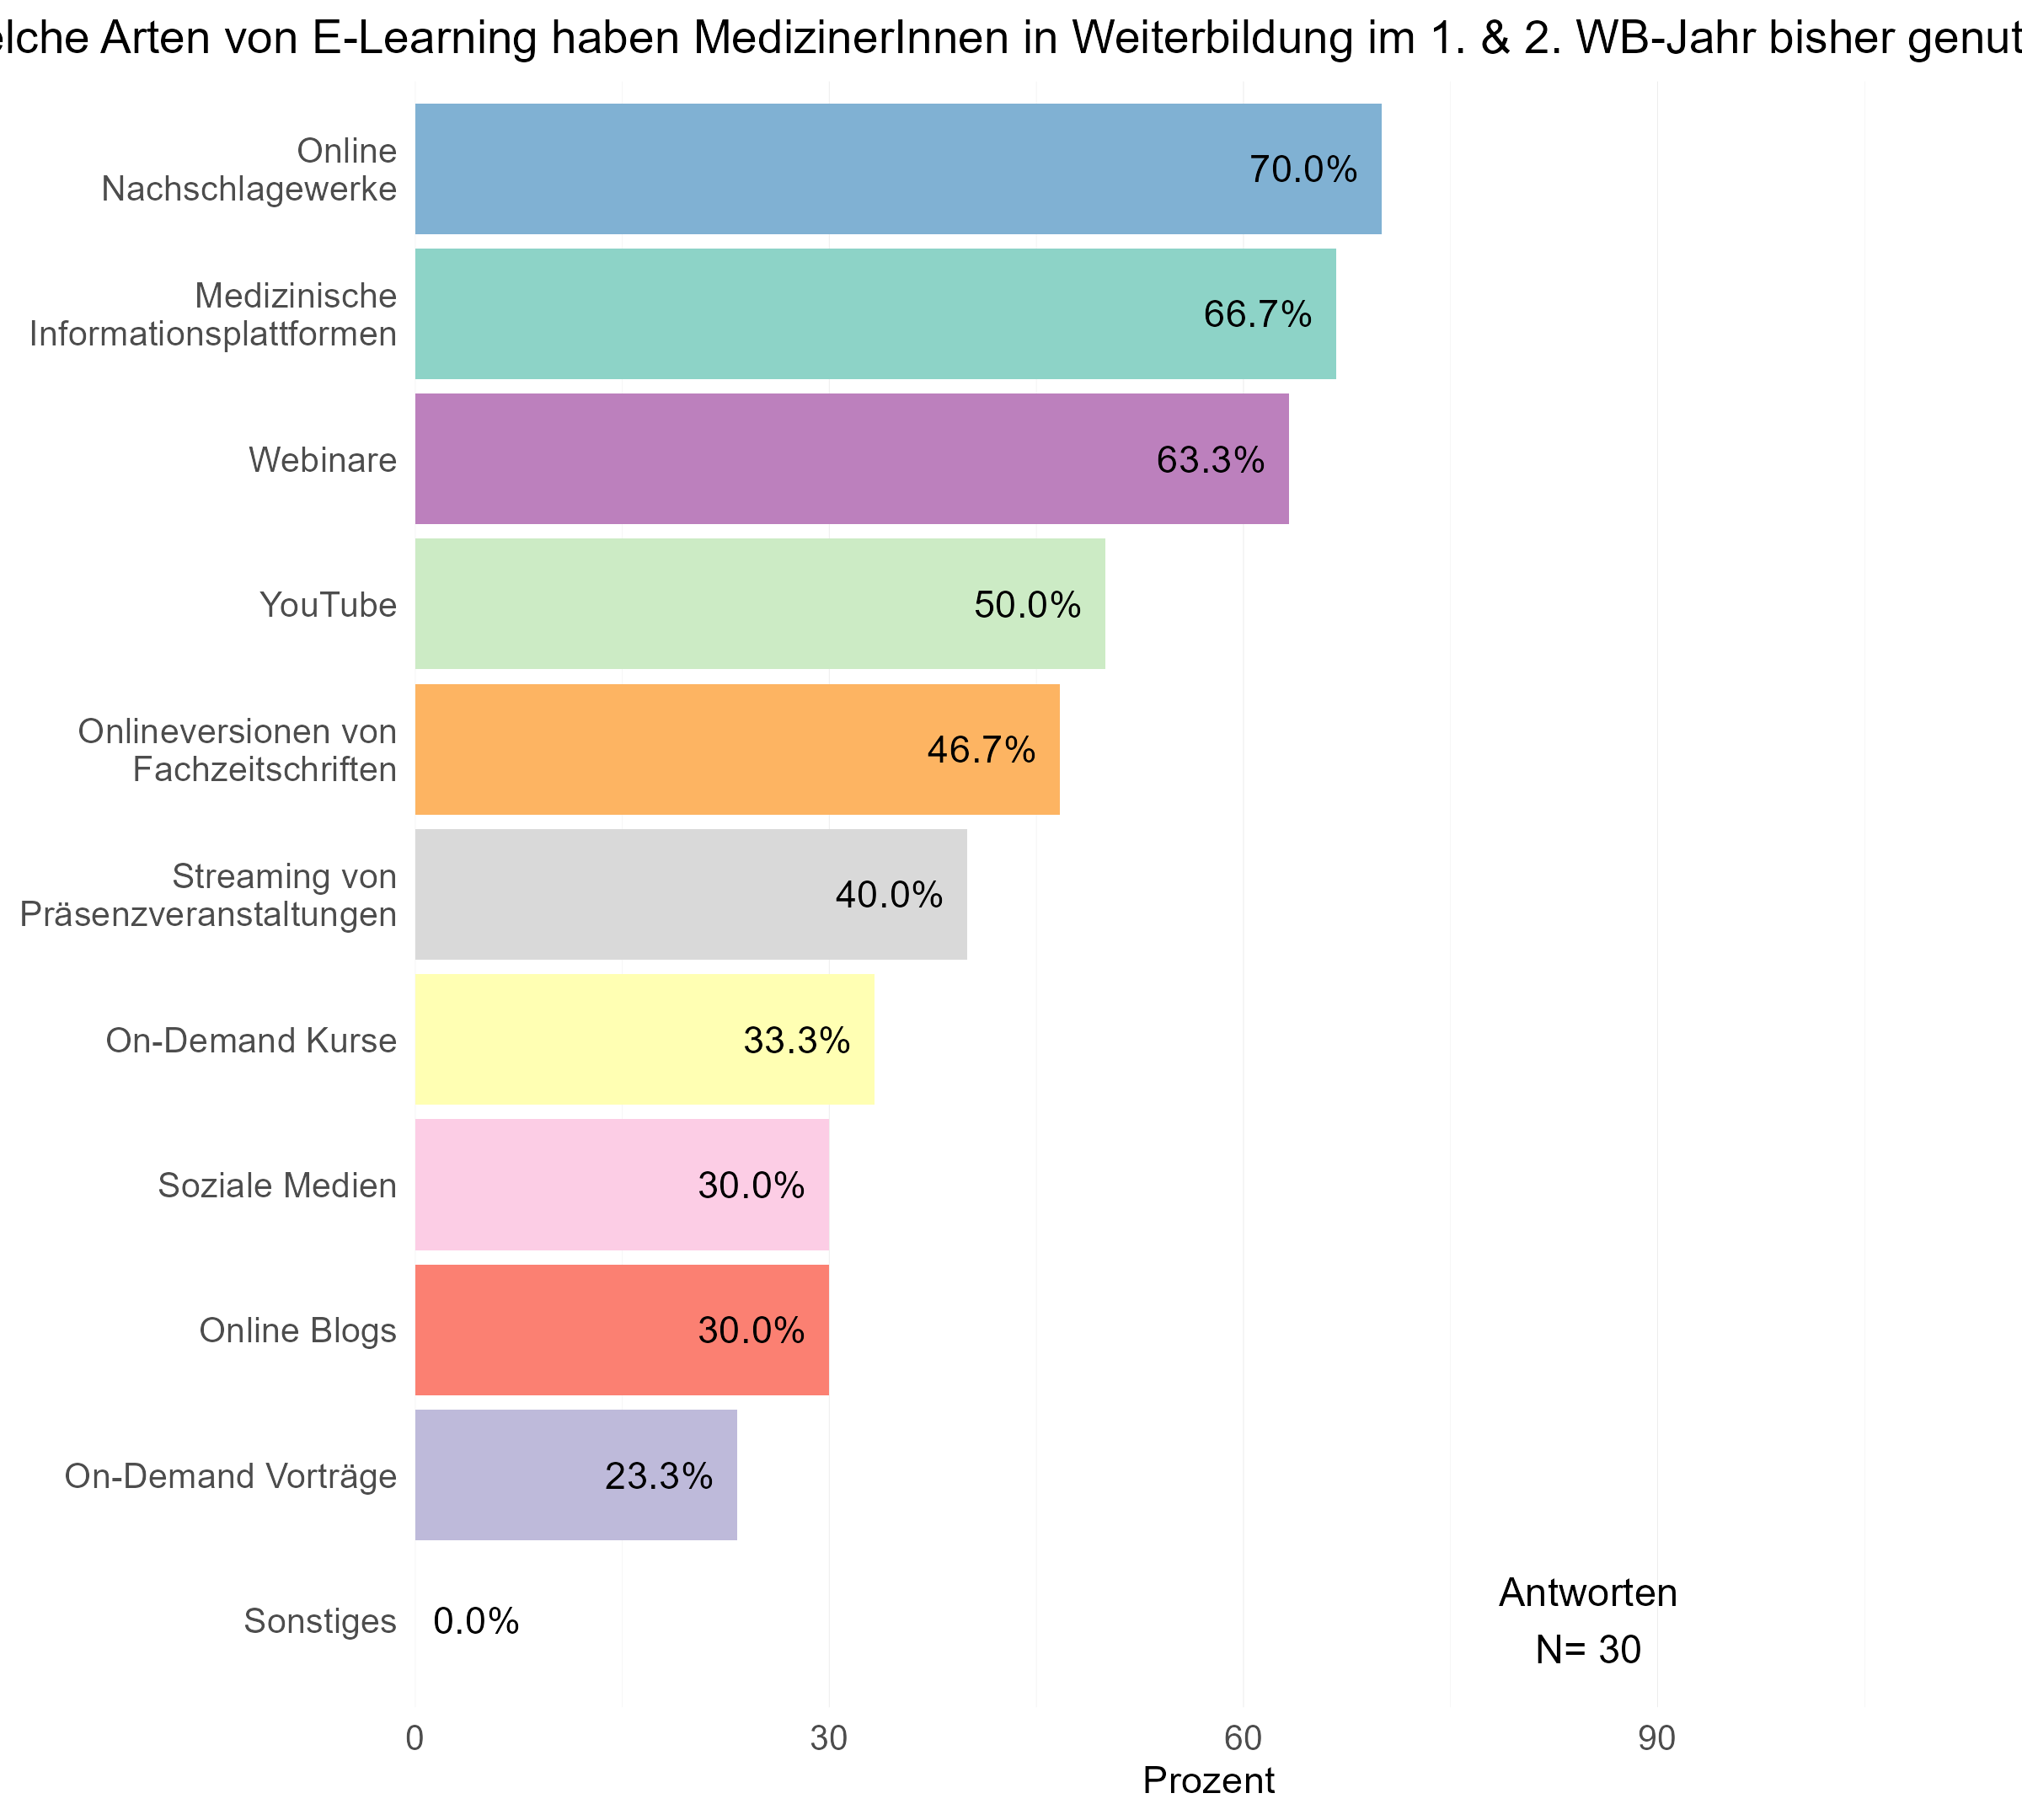 elche Arten von E-Learning haben MedizinerInnen in Weiterbildung im 1. & 2. WB-Jahr bisher genut
Online
Nachschlagewerke
70.0%
Medizinische
Informationsplattformen
66.7%
Webinare
63.3%
YouTube
50.0%
Onlineversionen von
Fachzeitschriften
46.7%
Streaming von
Präsenzveranstaltungen
40.0%
On-Demand Kurse
33.3%
Soziale Medien
30.0%
Online Blogs
30.0%
On-Demand Vorträge
23.3%
Sonstiges
0.0%
Antworten
N= 30
0
30
60
90
Prozent